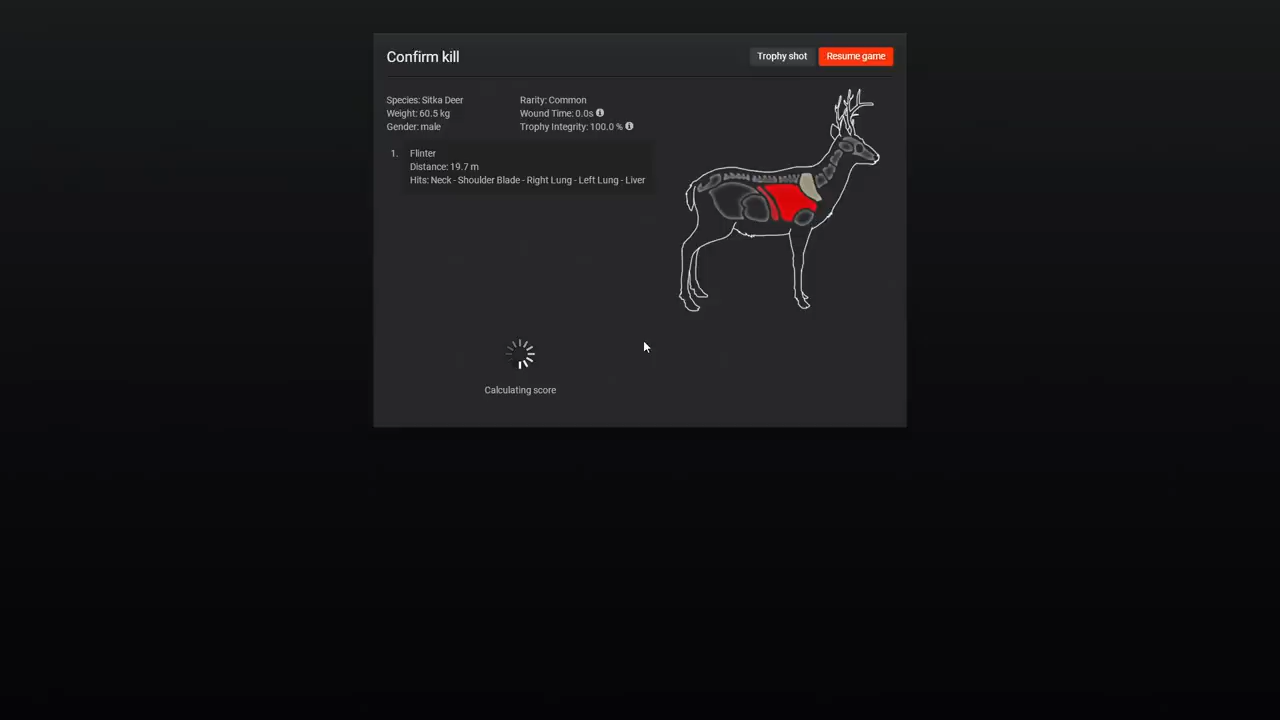 Confirm kill
Trophy shot
Resume game
Species: Sitka Deer
Weight: 60.5 kg
Gender: male
Rarity: Common
Wound Time: 0.0s
Trophy Integrity: 100.0 %
1. Flinter
Distance: 19.7 m
Hits: Neck - Shoulder Blade - Right Lung - Left Lung - Liver
Calculating score